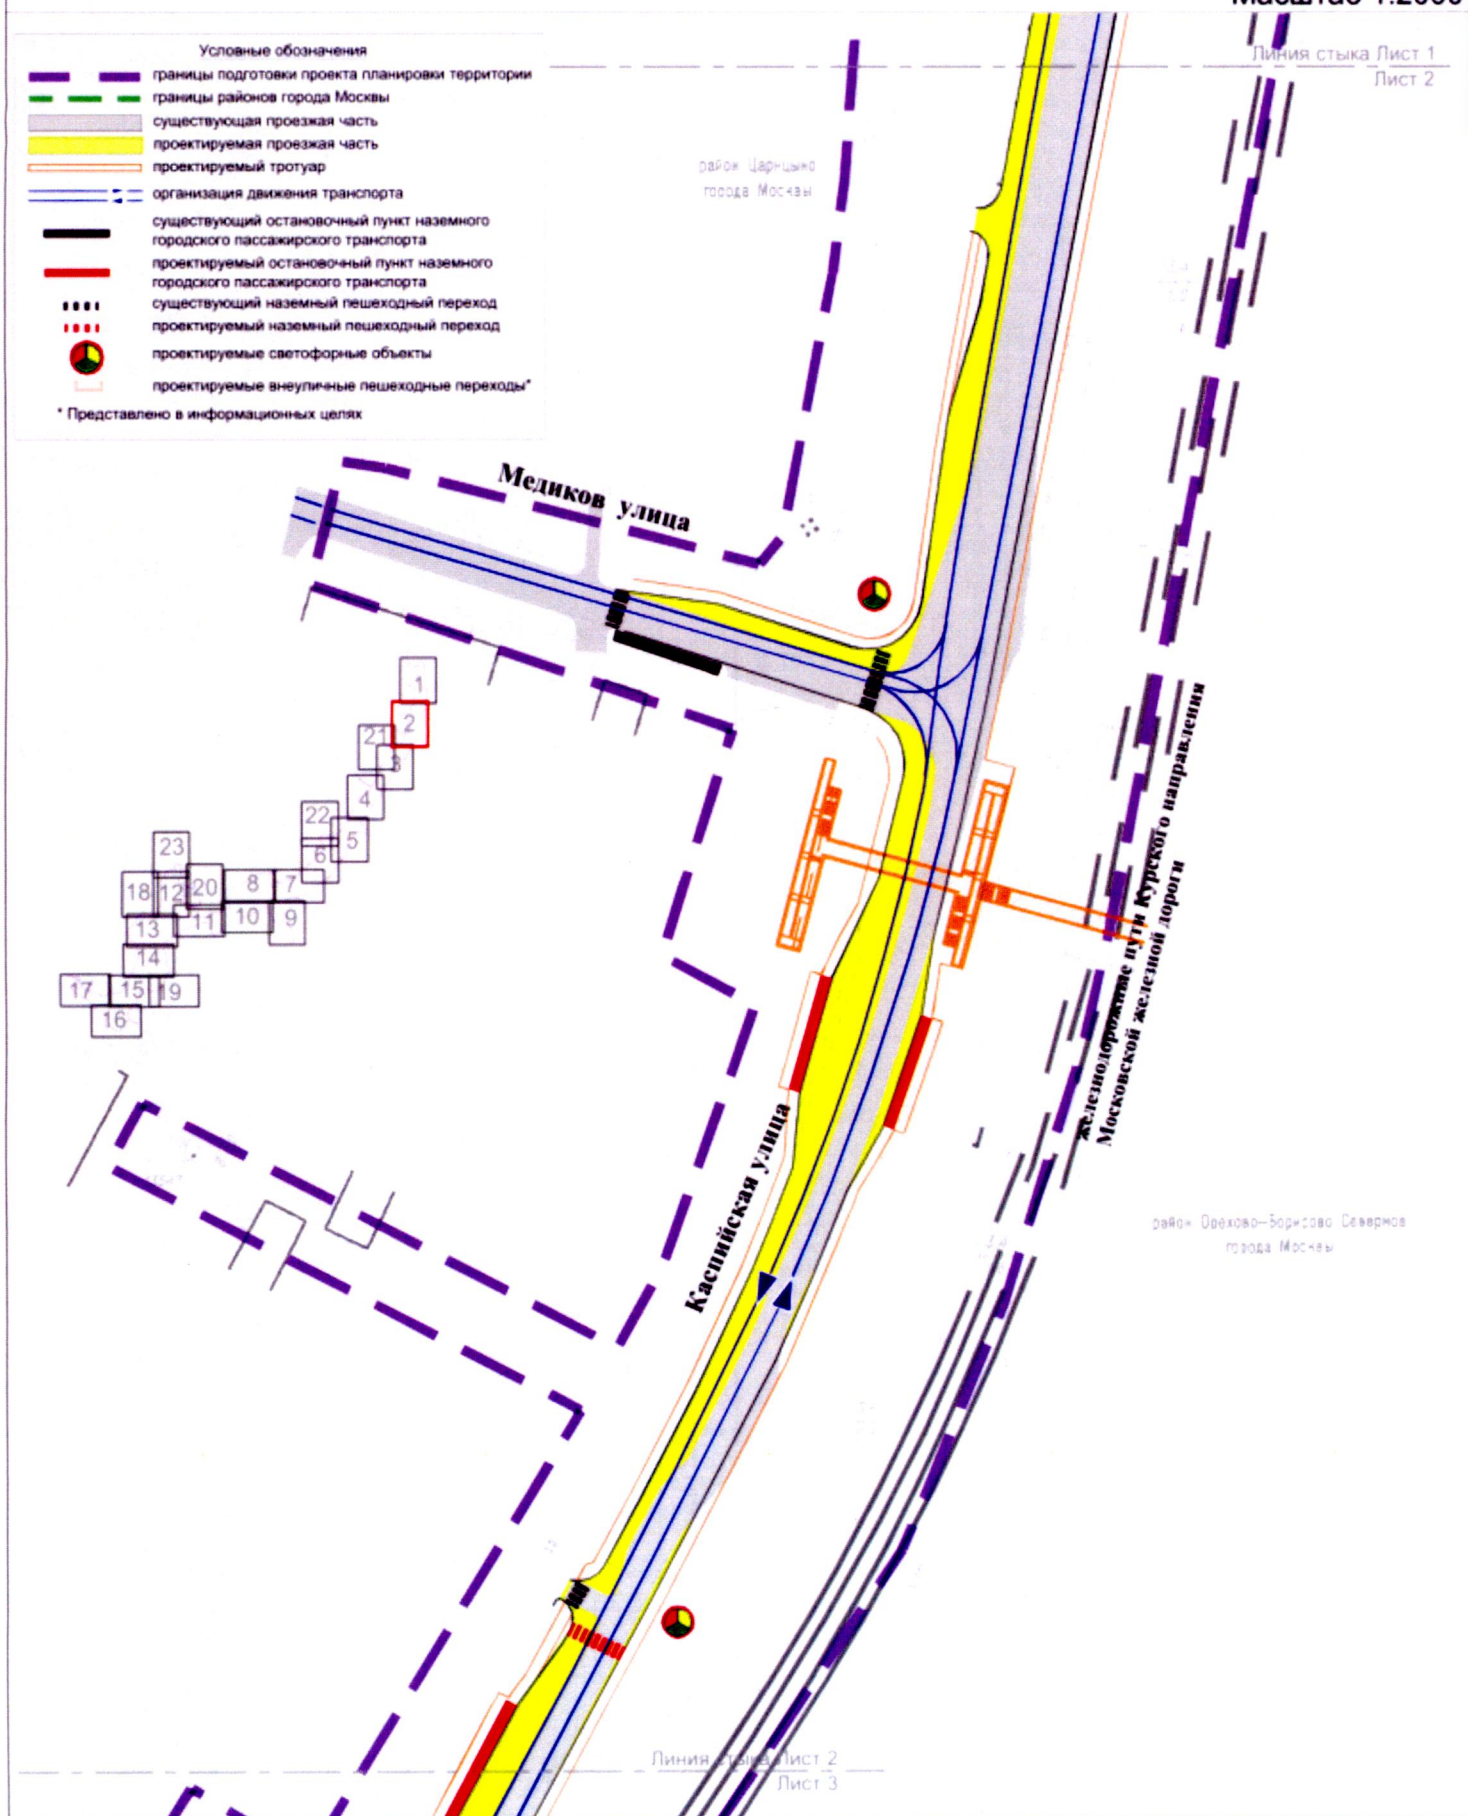 Масштаб 1:2000
Линия стыка Лист 1
Лист 2
Условные обозначения
границы подготовки проекта планировки территории
границы районов города Москвы
существующая проезжая часть
проектируемая проезжая часть
проектируемый тротуар
организация движения транспорта
существующий остановочный пункт наземного
городского пассажирского транспорта
проектируемый остановочный пункт наземного
городского пассажирского транспорта
существующий наземный пешеходный переход
проектируемый наземный пешеходный переход
проектируемые светофорные объекты
проектируемые внеуличные пешеходные переходы*
* Представлено в информационных целях
район Царицыно
города Москвы
Медиков улица
1
2
21
3
4
22
5
6
23
18
12
20
8
7
13
11
10
9
14
17
15
19
16
железнодорожные пути Курского направления
Московской железной дороги
Каспийская улица
район Орехово-Борисово Северное
города Москвы
Линия стыка Лист 2
Лист 3